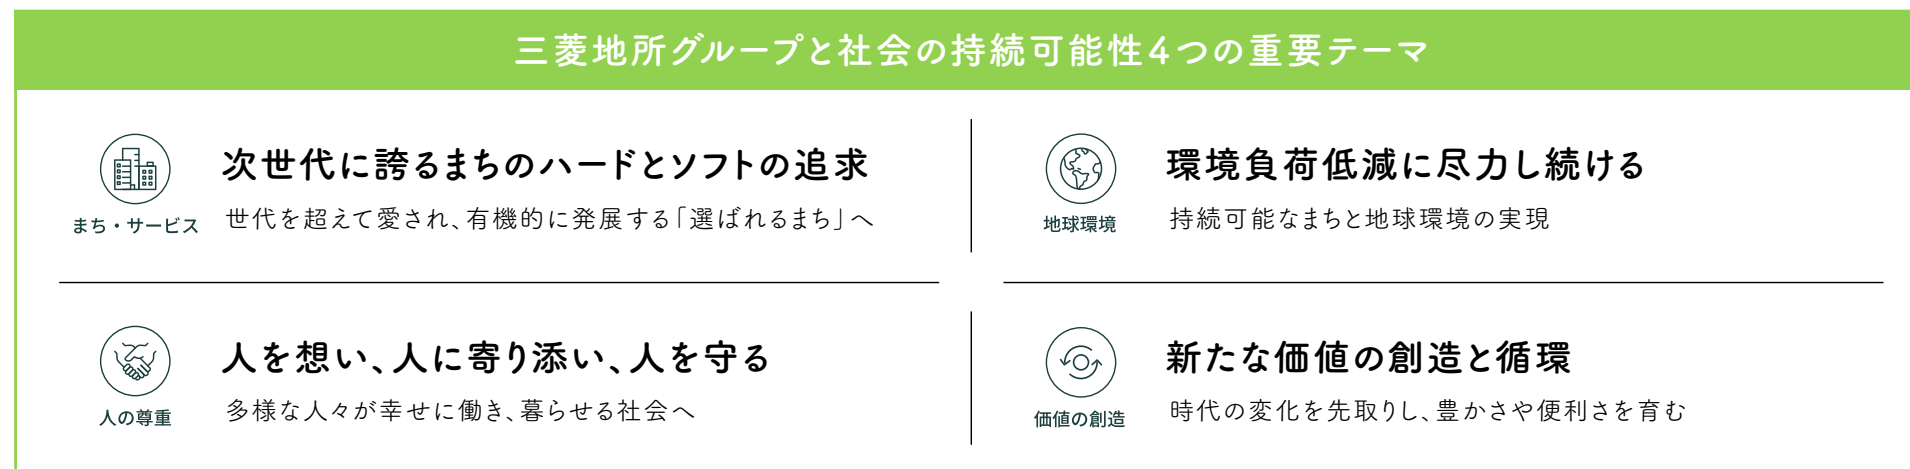 三菱地所グループと社会の持続可能性4つの重要テーマ
次世代に誇るまちのハードとソフトの追求
まち・サービス
世代を超えて愛され、有機的に発展する「選ばれるまち」へ
環境負荷低減に尽力し続ける
地球環境
持続可能なまちと地球環境の実現
人を想い、人に寄り添い、人を守る
人の尊重
多様な人々が幸せに働き、暮らせる社会へ
新たな価値の創造と循環
価値の創造
時代の変化を先取りし、豊かさや便利さを育む